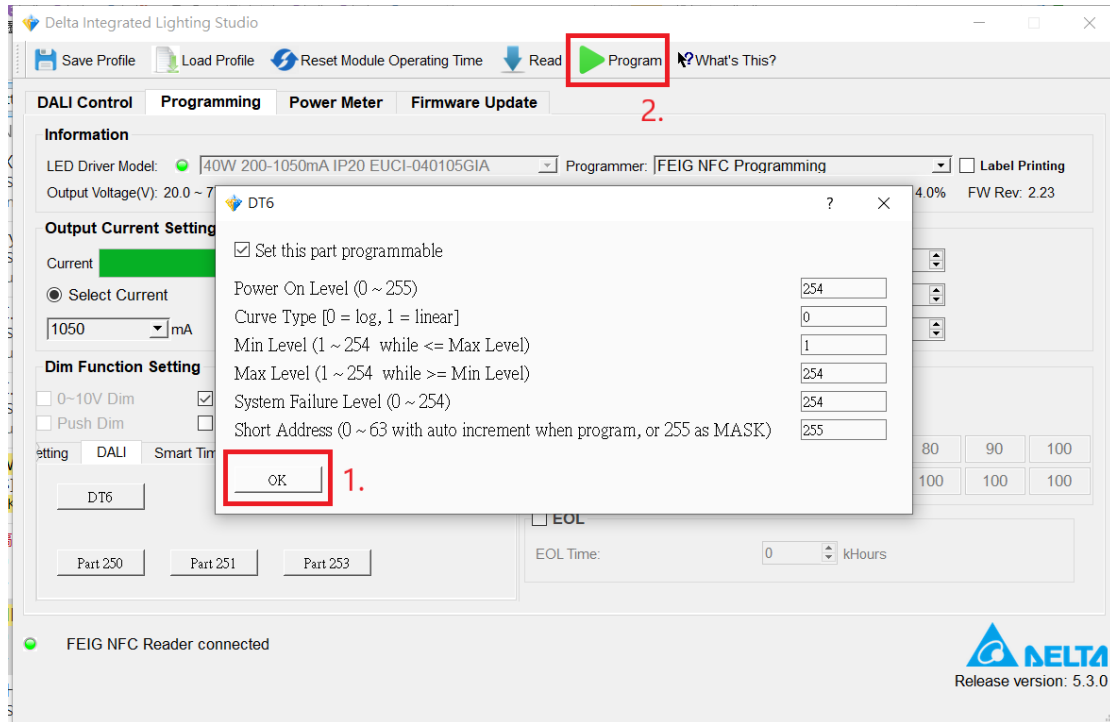 Delta Integrated Lighting Studio
Save Profile Load Profile Reset Module Operating Time Read Program What's This?
2.
DALI Control Programming Power Meter Firmware Update
Information
LED Driver Model: 40W 200-1050mA IP20 EUCI-040105GIA Programmer: FEIG NFC Programming Label Printing
Output Voltage(V): 20.0 ~ 7 4.0% FW Rev: 2.23
DT6 ?
Output Current Setting
Set this part programmable
Current
Power On Level (0 ~ 255) 254
Select Current
Curve Type [0 = log, 1 = linear] 0
1050 mA
Min Level (1 ~ 254 while <= Max Level) 1
Dim Function Setting
Max Level (1 ~ 254 while >= Min Level) 254
0~10V Dim
System Failure Level (0 ~ 254) 254
Push Dim
Short Address (0 ~ 63 with auto increment when program, or 255 as MASK) 255
etting DALI Smart Tim 80 90 100
OK 1. 100 100 100
DT6
EOL
EOL Time: 0 kHours
Part 250 Part 251 Part 253
FEIG NFC Reader connected
DELTA
Release version: 5.3.0